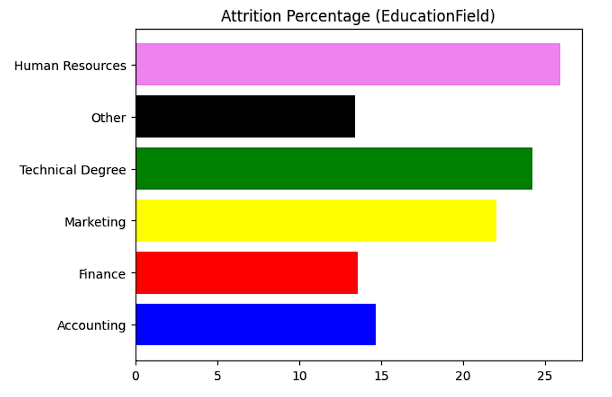 Attrition Percentage (EducationField)
Human Resources
Other
Technical Degree
Marketing
Finance
Accounting
0 5 10 15 20 25